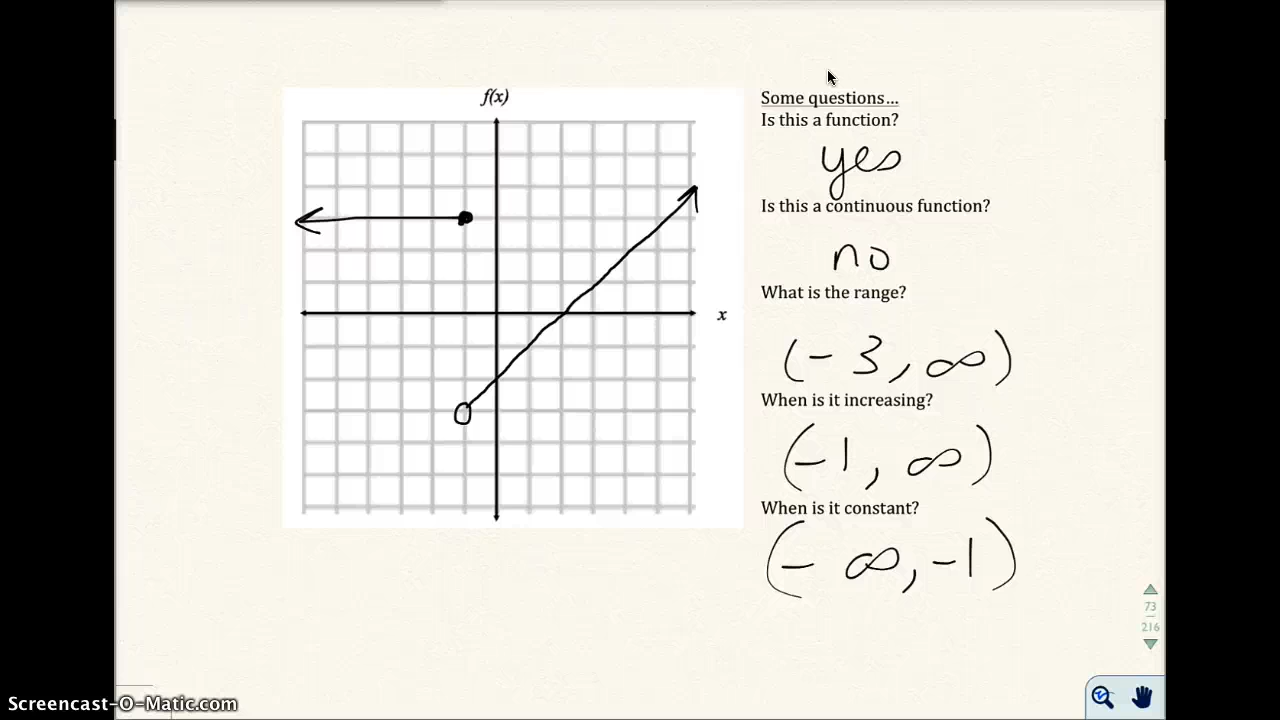 f(x)
x
Some questions...
Is this a function?
yes
Is this a continuous function?
no
What is the range?
(-3, ∞)
When is it increasing?
(-1, ∞)
When is it constant?
(-∞, -1)
73
216
Screencast-O-Matic.com